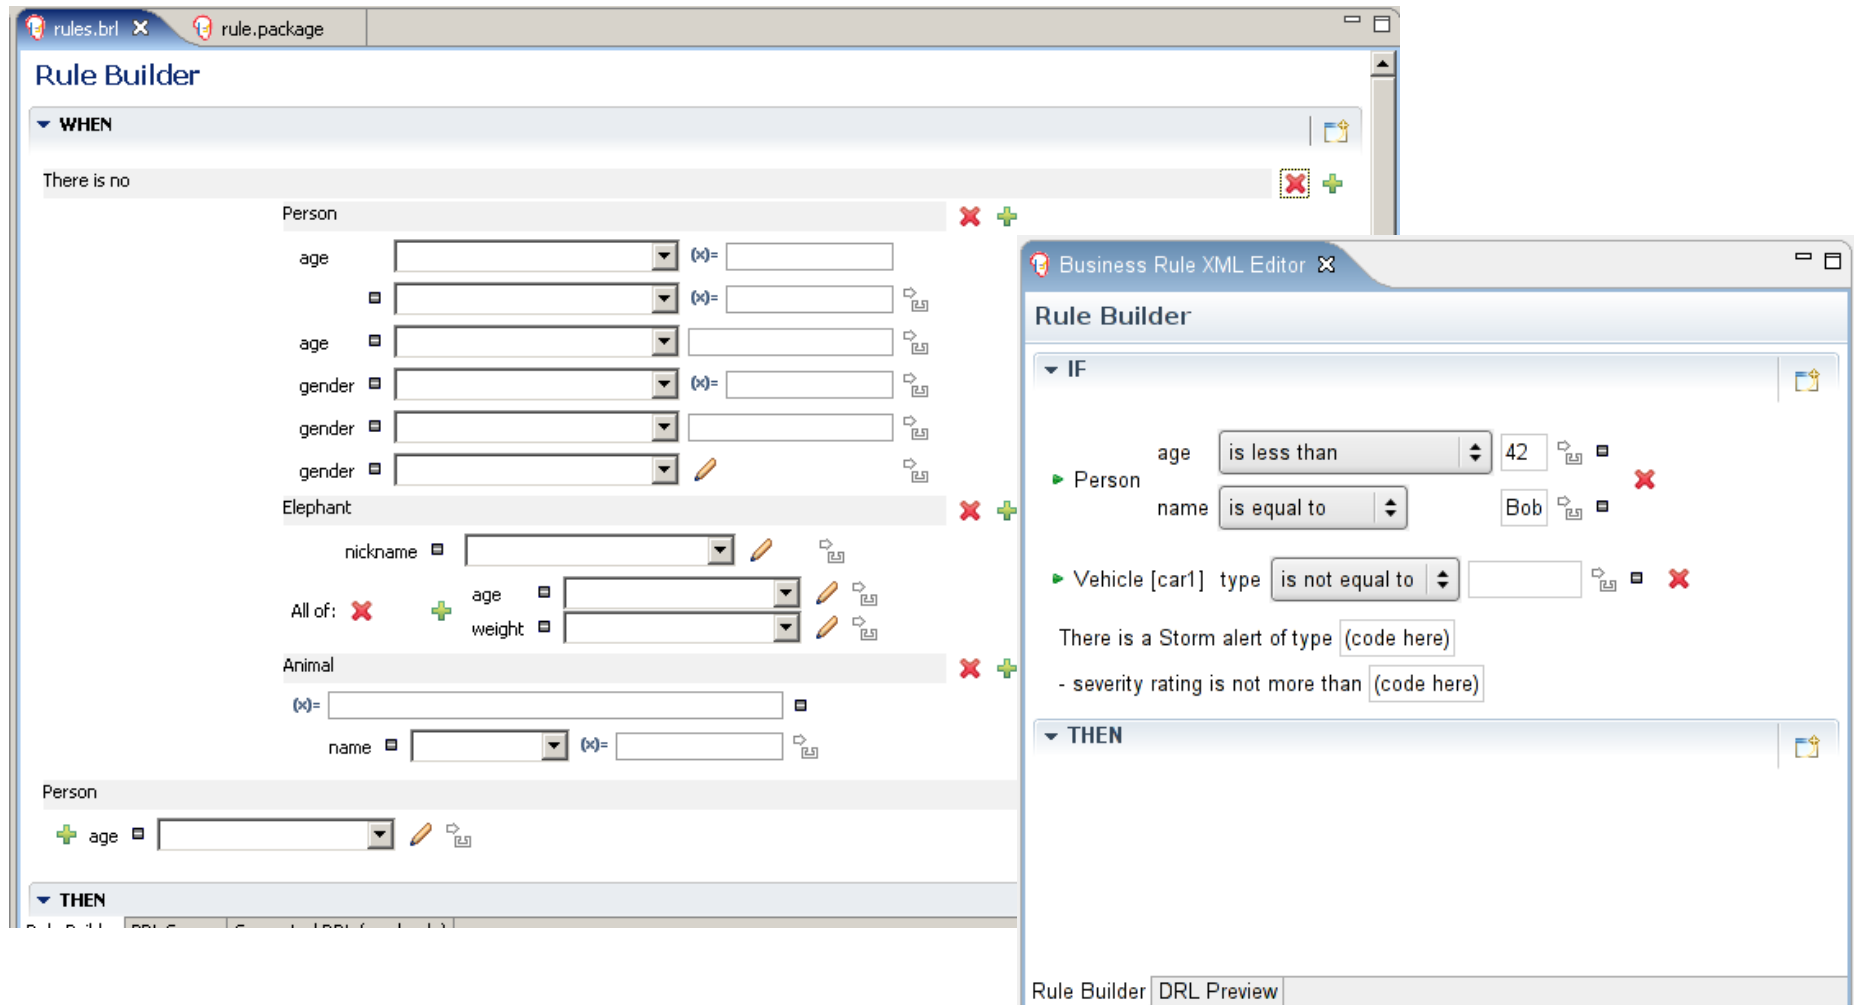 rules.brl
rule.package
Rule Builder
WHEN
There is no
Person
age
(x)=
(x)=
age
gender
(x)=
gender
gender
Elephant
nickname
All of:
age
weight
Animal
(x)=
name
(x)=
Person
age
THEN
Business Rule XML Editor
Rule Builder
IF
age is less than 42
Person
name is equal to Bob
Vehicle [car1] type is not equal to
There is a Storm alert of type (code here)
- severity rating is not more than (code here)
THEN
Rule Builder DRL Preview